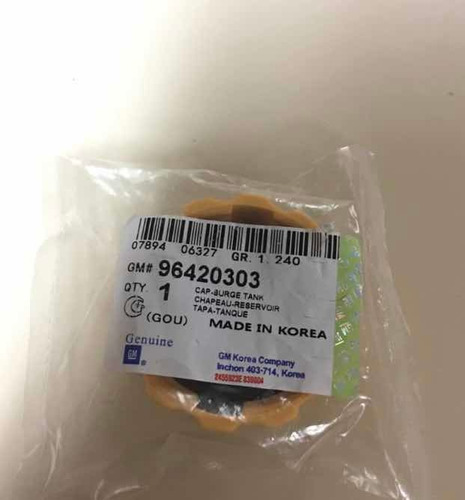 07894 06327 GR. 1. 240
GM# 96420303
QTY. 1
CAP-SURGE TANK
CHAPEAU-RESERVOIR
TAPA-TANQUE
(GOU) MADE IN KOREA
Genuine
GM
®
GM Korea Company
Inchon 403-714, Korea